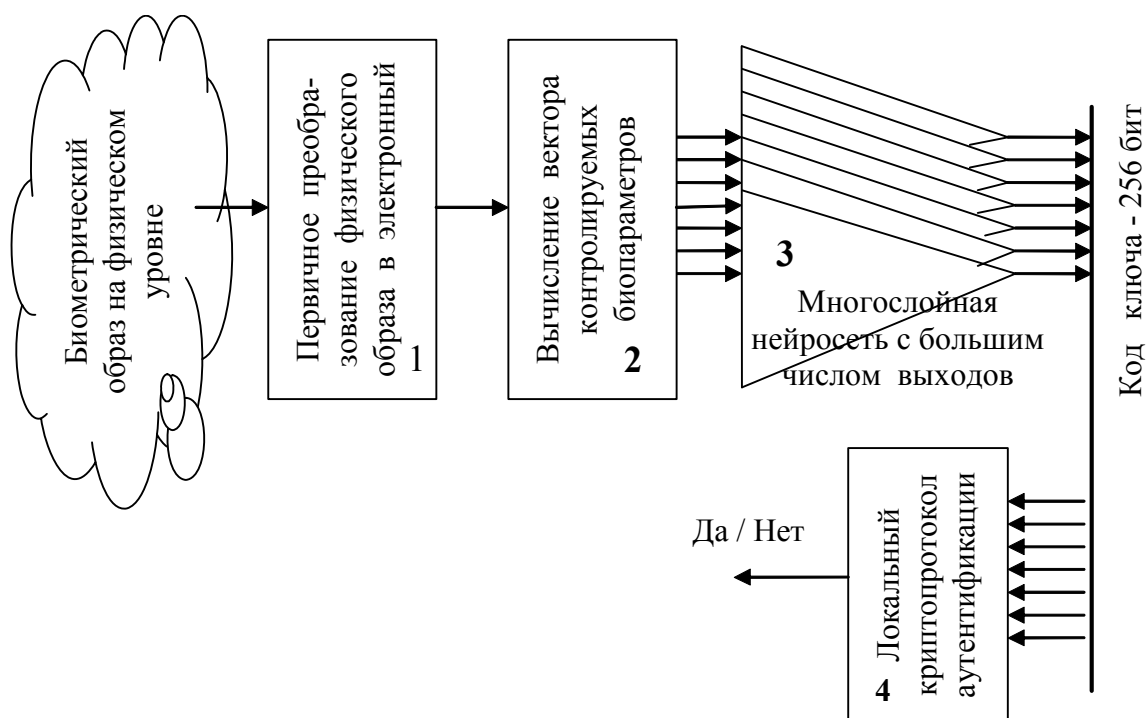 Биометрический
образ на физическом
уровне
Первичное преобра-
зование физического
образа в электронный
1
Вычисление вектора
контролируемых
биопараметров
2
3
Многослойная
нейросеть с большим
числом выходов
Код ключа - 256 бит
Да / Нет
4 Локальный
криптопротокол
аутентификации